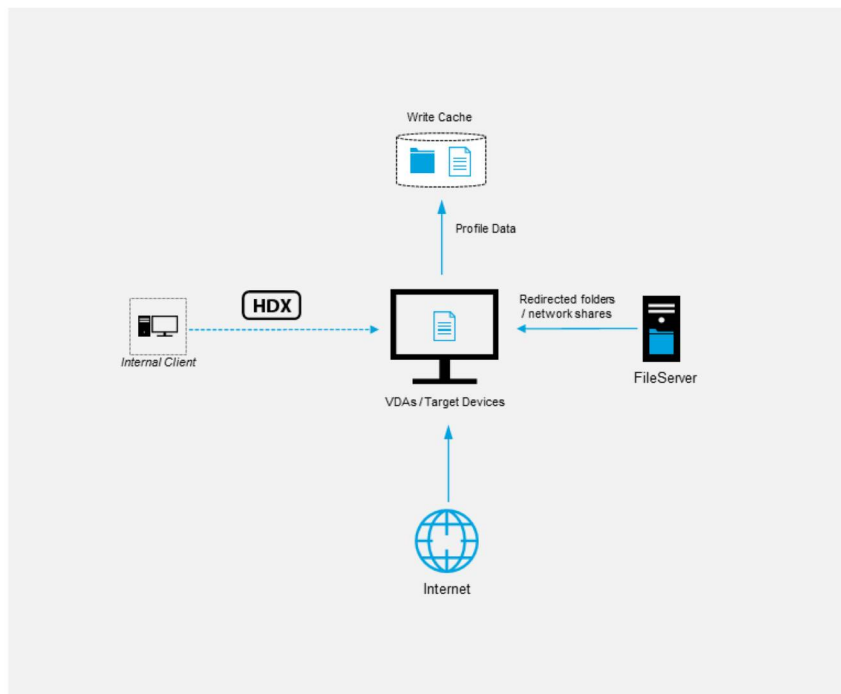 Write Cache
Profile Data
HDX
Redirected folders
/ network shares
Internal Client
FileServer
VDAs / Target Devices
Internet